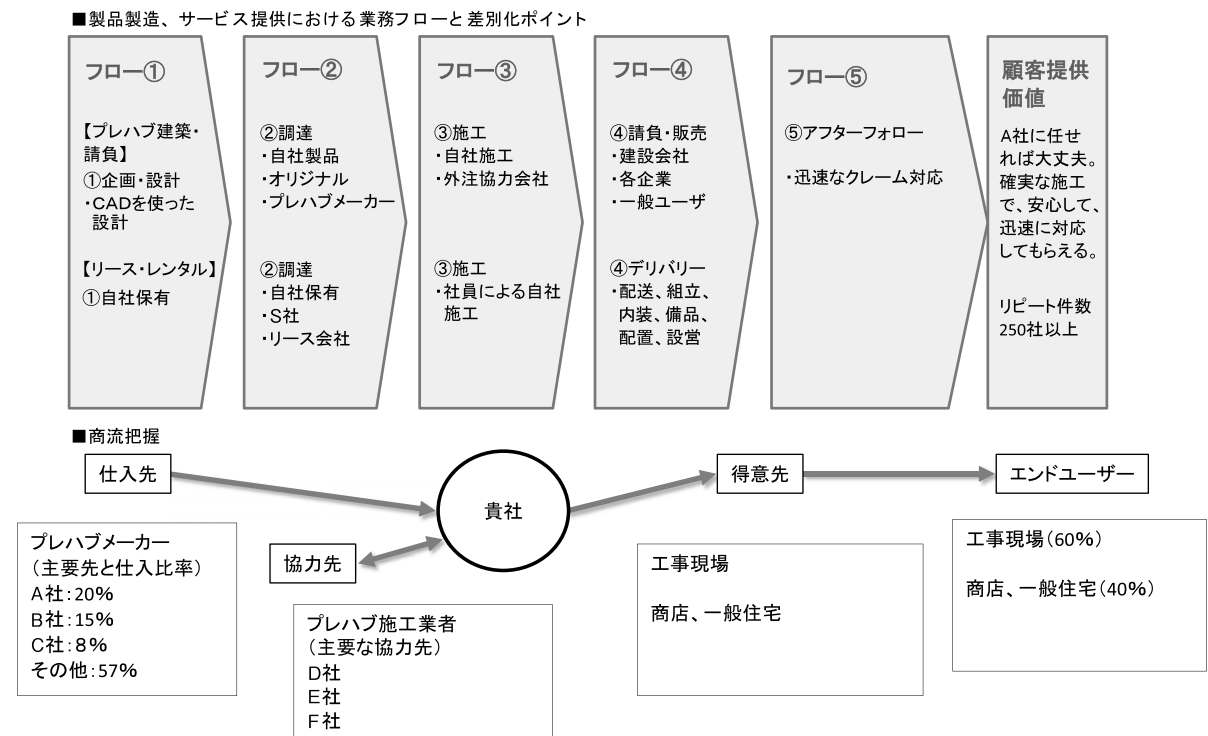 ■製品製造、サービス提供における業務フローと差別化ポイント
フロー①
【プレハブ建築・
請負】
①企画・設計
・CADを使った
設計
【リース・レンタル】
①自社保有
フロー②
②調達
・自社製品
・オリジナル
・プレハブメーカー
②調達
・自社保有
・S社
・リース会社
フロー③
③施工
・自社施工
・外注協力会社
③施工
・社員による自社
施工
フロー④
④請負・販売
・建設会社
・各企業
・一般ユーザ
④デリバリー
・配送、組立、
内装、備品、
配置、設営
フロー⑤
⑤アフターフォロー
・迅速なクレーム対応
顧客提供
価値
A社に任せ
れば大丈夫。
確実な施工
で、安心して、
迅速に対応
してもらえる。
リピート件数
250社以上
■商流把握
仕入先
貴社
得意先
エンドユーザー
協力先
プレハブメーカー
（主要先と仕入比率）
A社：20%
B社：15%
C社：8%
その他：57%
プレハブ施工業者
（主要な協力先）
D社
E社
F社
工事現場
商店、一般住宅
工事現場（60%）
商店、一般住宅（40%）